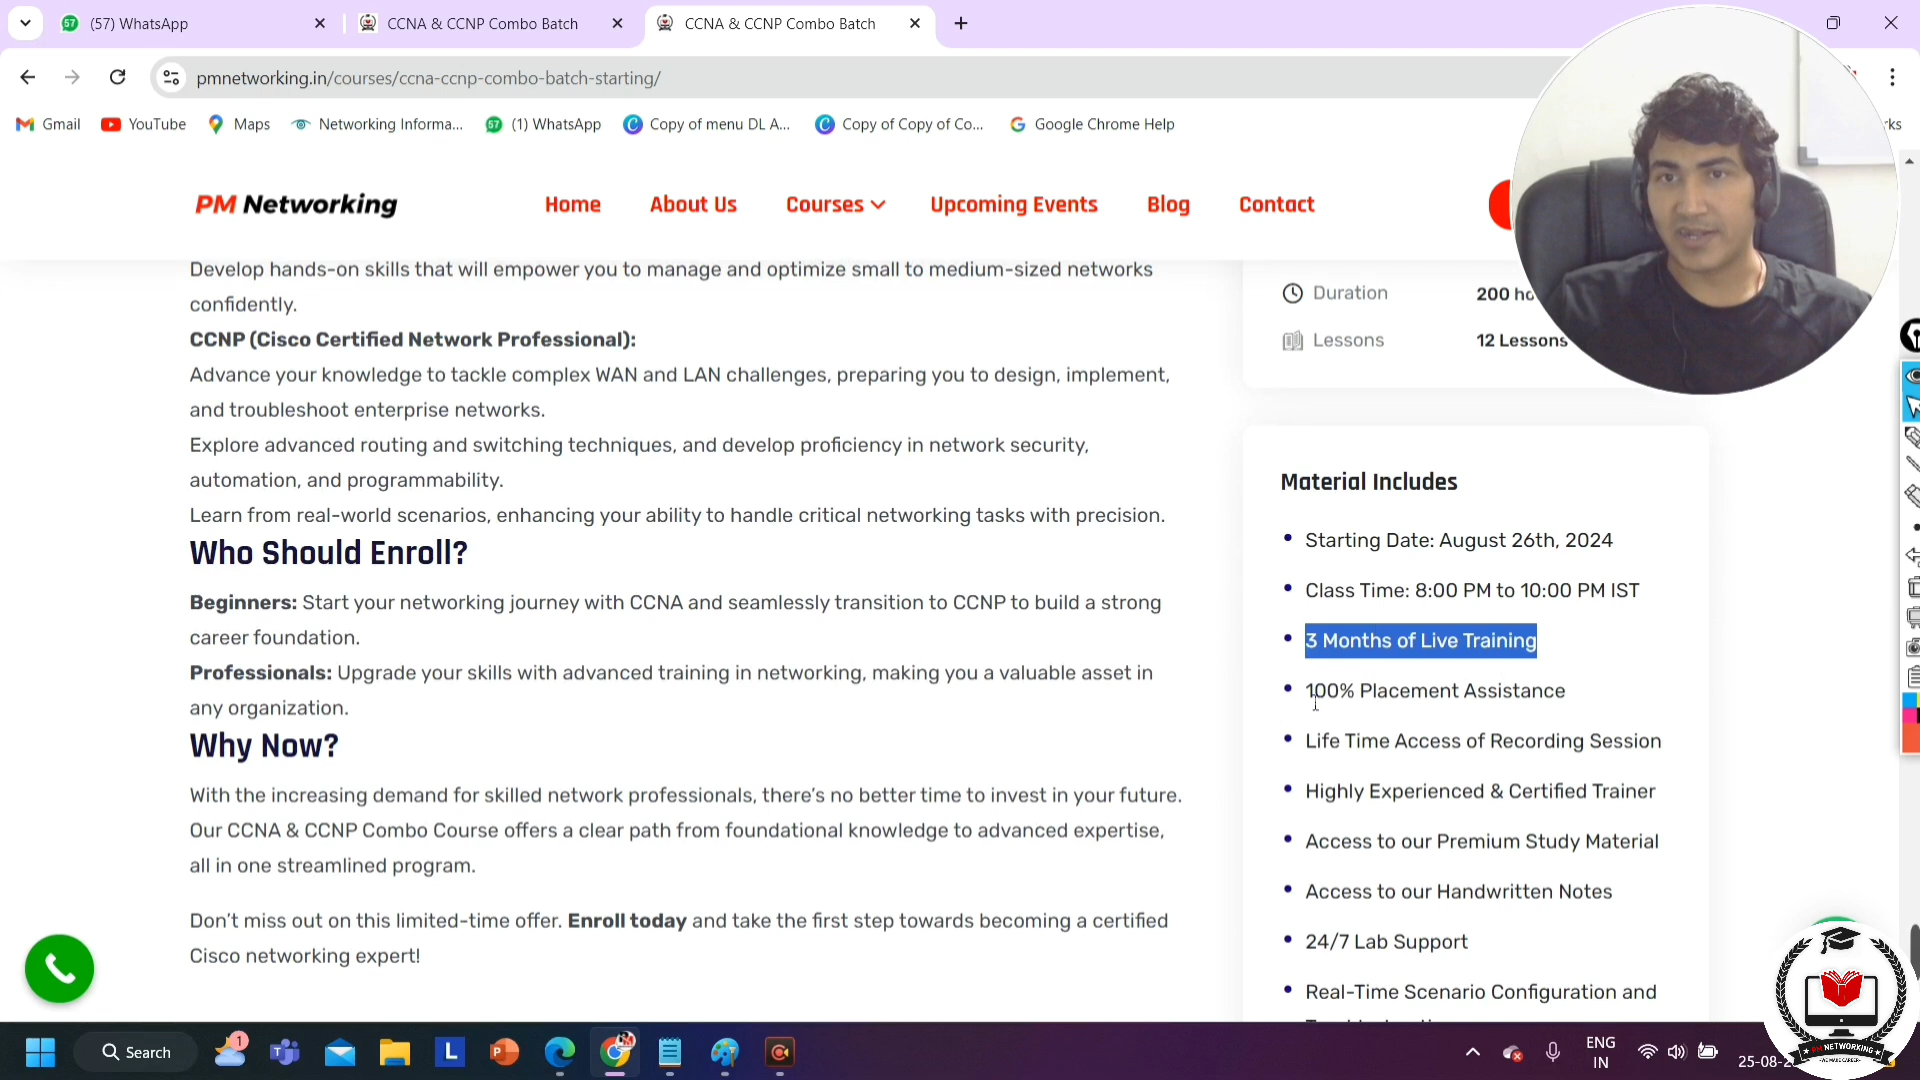 (57) WhatsApp
CCNA & CCNP Combo Batch
CCNA & CCNP Combo Batch
pmnetworking.in/courses/ccna-ccnp-combo-batch-starting/
Gmail
YouTube
Maps
Networking Informa...
(1) WhatsApp
Copy of menu DL A...
Copy of Copy of Co...
Google Chrome Help
PM Networking
Home
About Us
Courses
Upcoming Events
Blog
Contact
Develop hands-on skills that will empower you to manage and optimize small to medium-sized networks
confidently.
CCNP (Cisco Certified Network Professional):
Advance your knowledge to tackle complex WAN and LAN challenges, preparing you to design, implement,
and troubleshoot enterprise networks.
Explore advanced routing and switching techniques, and develop proficiency in network security,
automation, and programmability.
Learn from real-world scenarios, enhancing your ability to handle critical networking tasks with precision.
Who Should Enroll?
Beginners: Start your networking journey with CCNA and seamlessly transition to CCNP to build a strong
career foundation.
Professionals: Upgrade your skills with advanced training in networking, making you a valuable asset in
any organization.
Why Now?
With the increasing demand for skilled network professionals, there's no better time to invest in your future.
Our CCNA & CCNP Combo Course offers a clear path from foundational knowledge to advanced expertise,
all in one streamlined program.
Don't miss out on this limited-time offer. Enroll today and take the first step towards becoming a certified
Cisco networking expert!
Duration 200
Lessons 12 Lessons
Material Includes
Starting Date: August 26th, 2024
Class Time: 8:00 PM to 10:00 PM IST
3 Months of Live Training
100% Placement Assistance
Life Time Access of Recording Session
Highly Experienced & Certified Trainer
Access to our Premium Study Material
Access to our Handwritten Notes
24/7 Lab Support
Real-Time Scenario Configuration and
PM NETWORKING
Search
1
ENG
IN
25-08-2